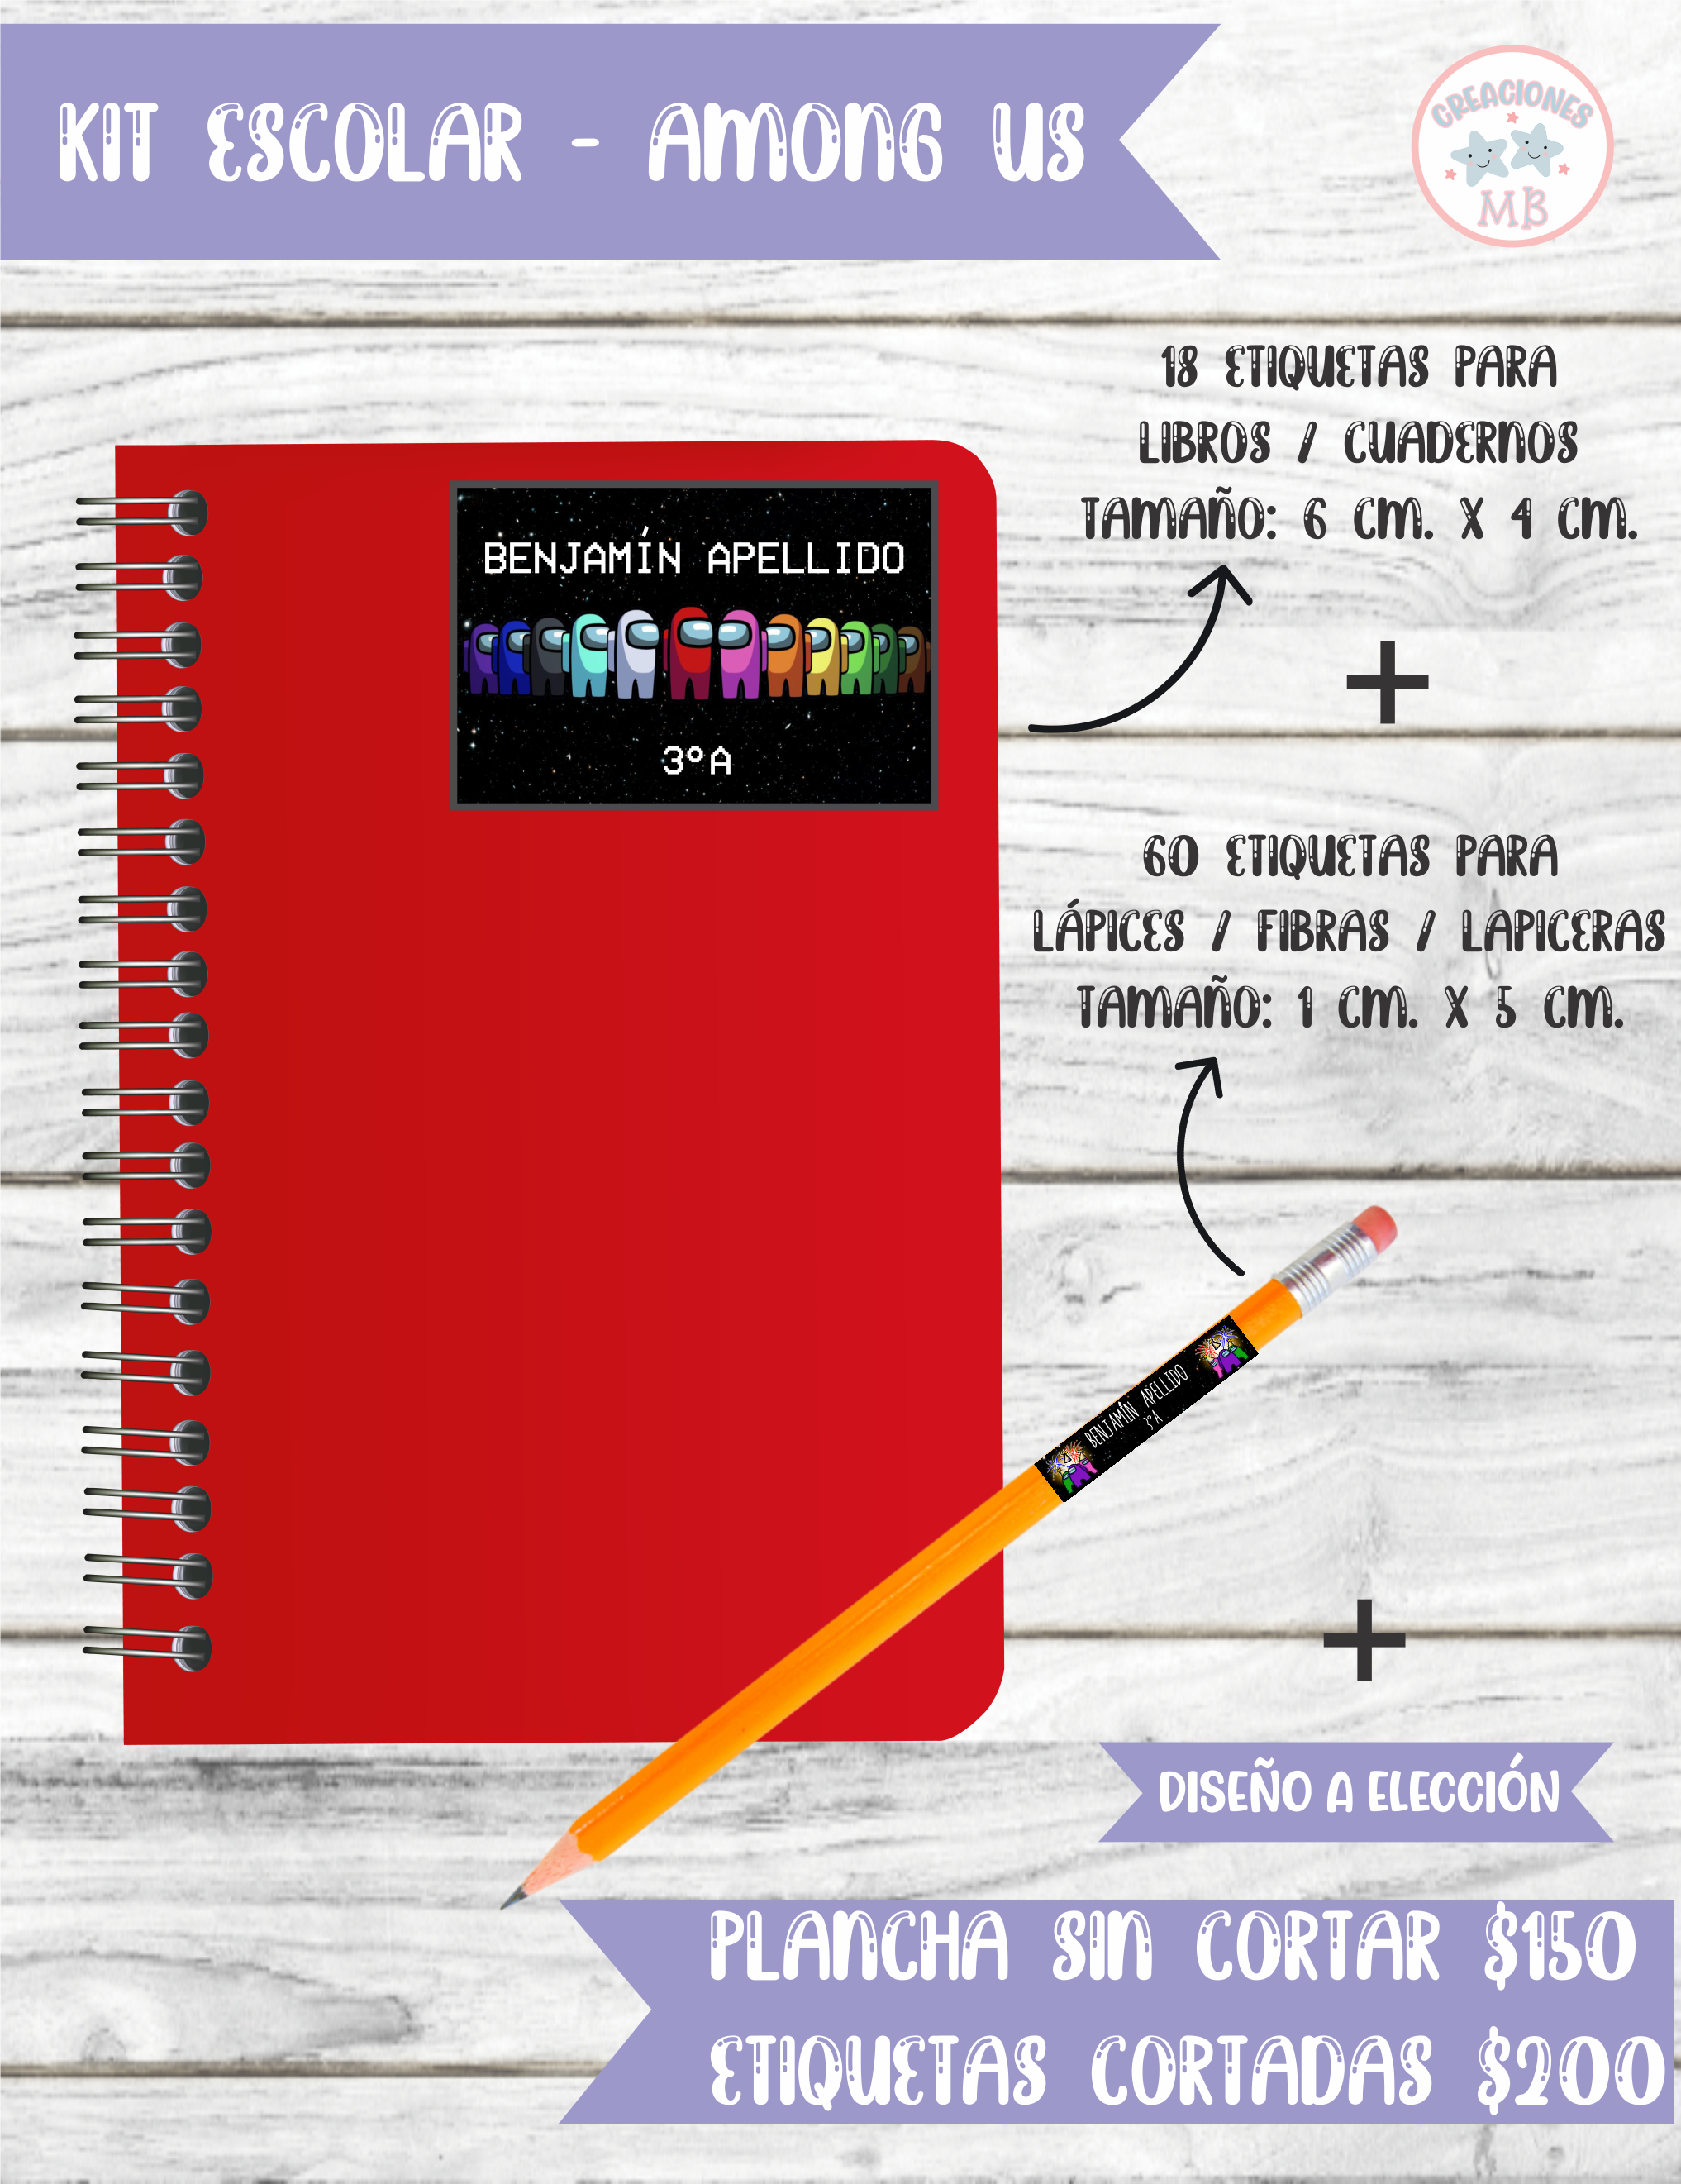 KIT ESCOLAR - AMONG US
CREACIONES
MB
18 ETIQUETAS PARA
LIBROS / CUADERNOS
TAMAÑO: 6 CM. X 4 CM.
BENJAMÍN APELLIDO
3°A
+
60 ETIQUETAS PARA
LÁPICES / FIBRAS / LAPICERAS
TAMAÑO: 1 CM. X 5 CM.
BENJAMÍN APELLIDO
3°A
+
DISEÑO A ELECCIÓN
PLANCHA SIN CORTAR $150
ETIQUETAS CORTADAS $200